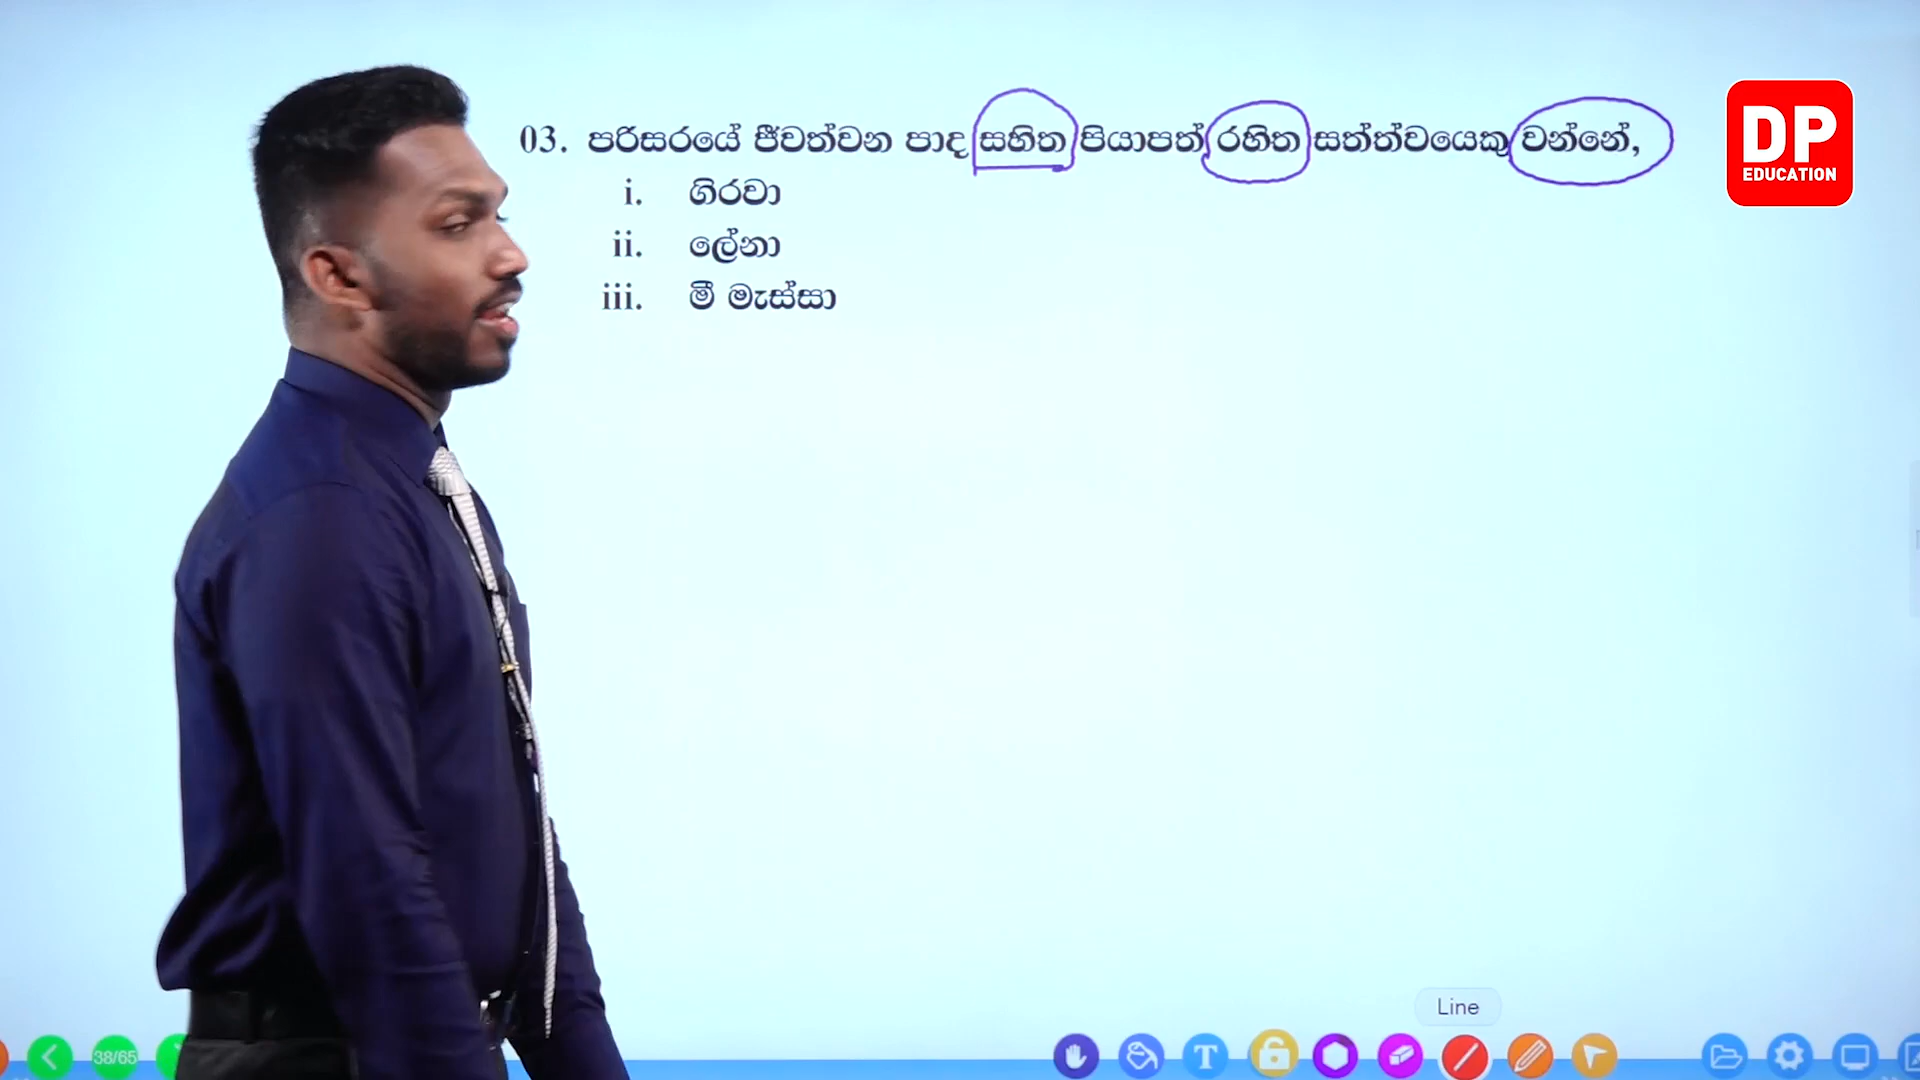 DP
EDUCATION
03. පරිසරයේ ජීවත්වන පාද සහිත පියාපත් රහිත සත්ත්වයෙකු වන්නේ,
i. ගිරවා
ii. ලේනා
iii. මී මැස්සා
Line
38/65
T